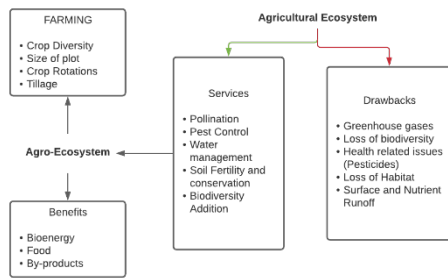 FARMING
• Crop Diversity
• Size of plot
• Crop Rotations
• Tillage
Agricultural Ecosystem
Services
• Pollination
• Pest Control
• Water
management
• Soil Fertility and
conservation
• Biodiversity
Addition
Drawbacks
• Greenhouse gases
• Loss of biodiversity
• Health related issues
(Pesticides)
• Loss of Habitat
• Surface and Nutrient
Runoff
Agro-Ecosystem
Benefits
• Bioenergy
• Food
• By-products